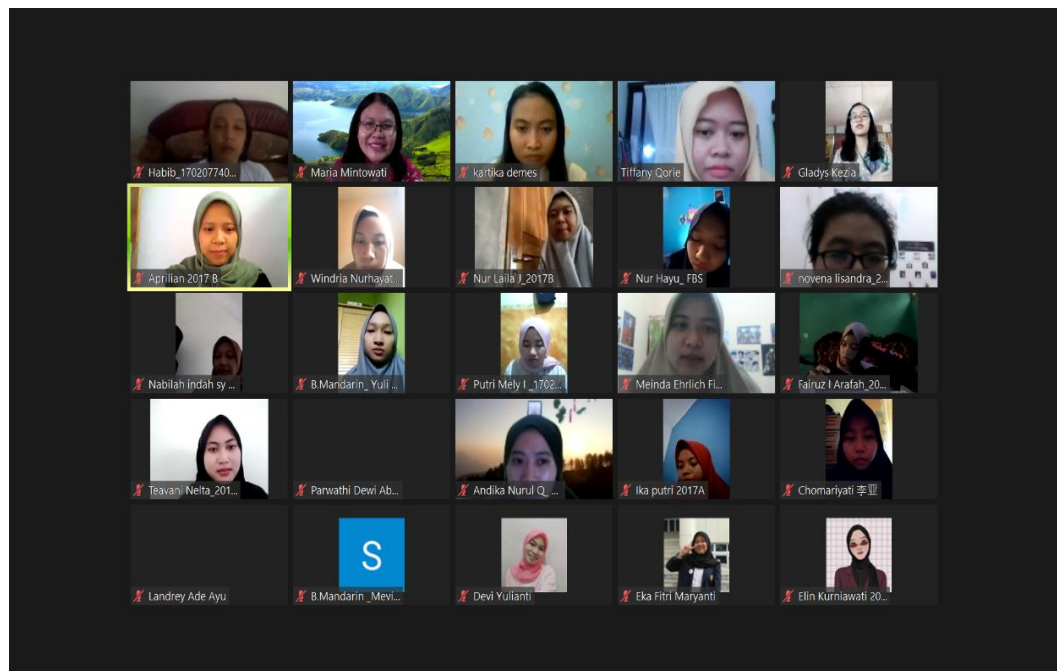 Habib_170207740...
Maria Mintowati
kartika demes
Tiffany Qorie
Gladys Kezia
Aprilian 2017 B
Windria Nurhayat...
Nur Laila J_2017B
Nur Hayu_ FBS
novena lisandra_2...
Nabilah indah sy ...
B.Mandarin_ Yuli ...
Putri Mely I _1702...
Meinda Ehrlich Fi...
Fairuz I Arafah_20...
Teavani Nelta_201...
Parwathi Dewi Ab...
Andika Nurul Q_ ...
Ika putri 2017A
Chomariyati 李亚
Landrey Ade Ayu
S
B.Mandarin _Mevi...
Devi Yulianti
Eka Fitri Maryanti
Elin Kurniawati 20...